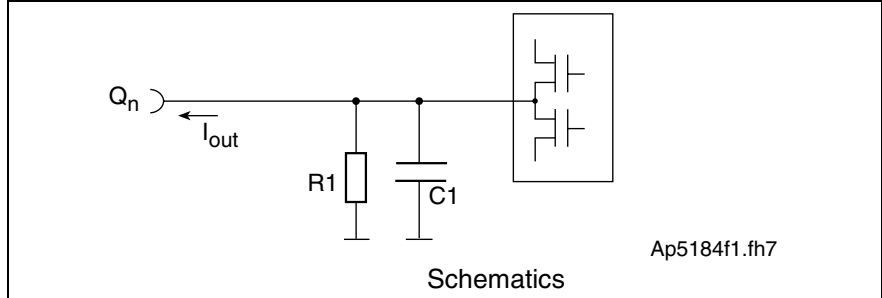 Qn
Iout
R1
C1
Ap5184f1.fh7
Schematics